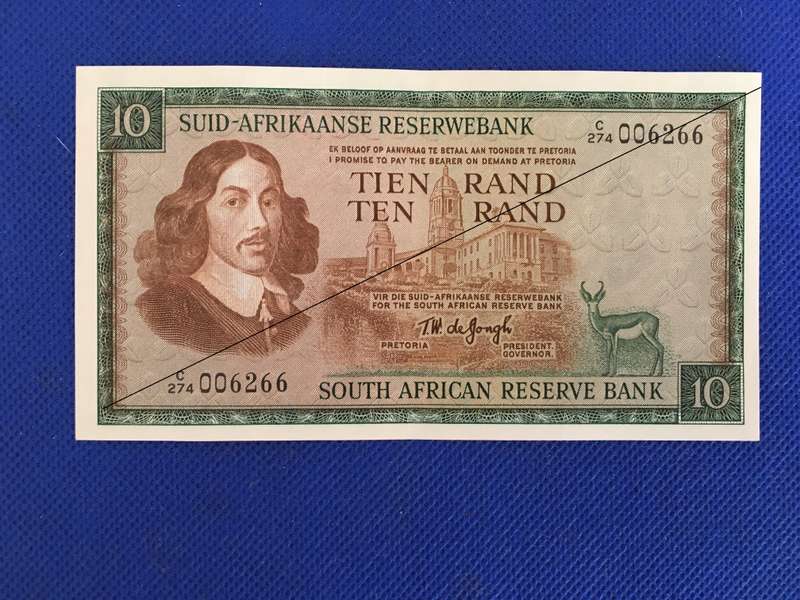 10
SUID-AFRIKAANSE RESERWEBANK
C/274 006266
EK BELOOF OP AANVRAAG TE BETAAL AAN TOONDER TE PRETORIA
I PROMISE TO PAY THE BEARER ON DEMAND AT PRETORIA
TIEN RAND
TEN RAND
VIR DIE SUID-AFRIKAANSE RESERWEBANK
FOR THE SOUTH AFRICAN RESERVE BANK
T.W. de Jongh
PRETORIA
PRESIDENT.
GOVERNOR.
C/274 006266
SOUTH AFRICAN RESERVE BANK
10